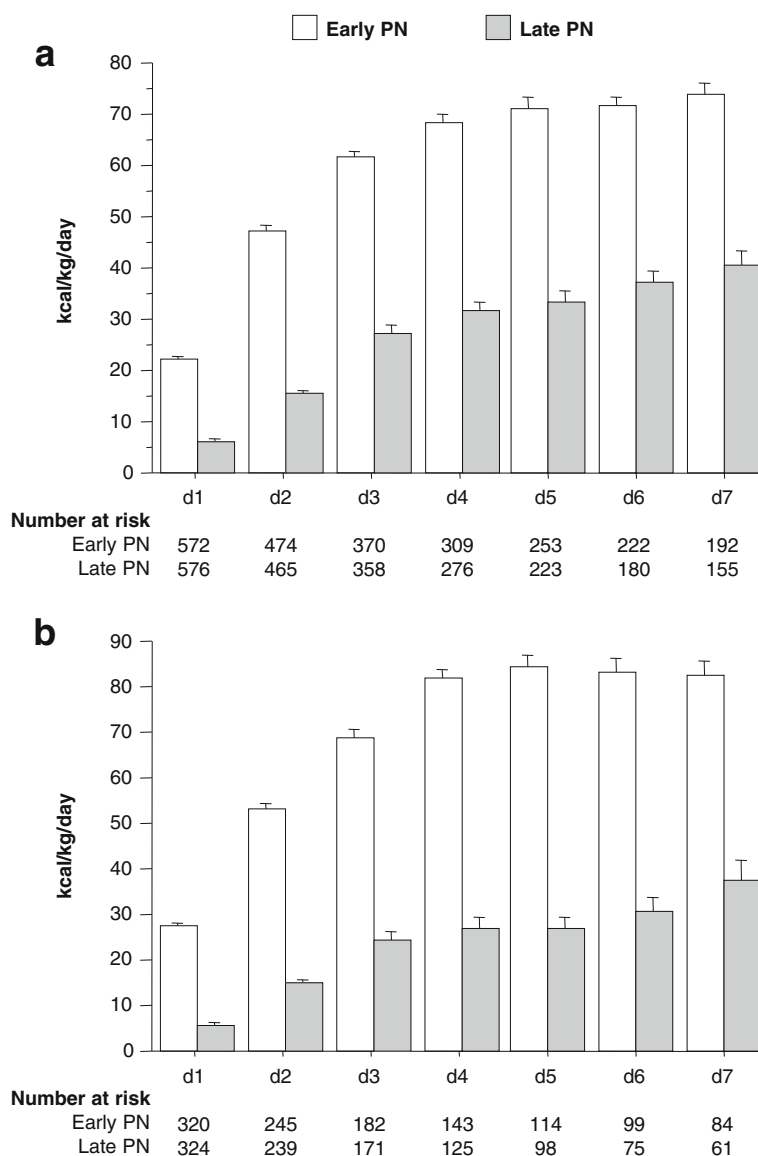 Early PN Late PN
a
80
70
60
50
40
30
20
10
0
kcal/kg/day
d1 d2 d3 d4 d5 d6 d7
Number at risk
Early PN 572 474 370 309 253 222 192
Late PN 576 465 358 276 223 180 155
b
90
80
70
60
50
40
30
20
10
0
kcal/kg/day
d1 d2 d3 d4 d5 d6 d7
Number at risk
Early PN 320 245 182 143 114 99 84
Late PN 324 239 171 125 98 75 61